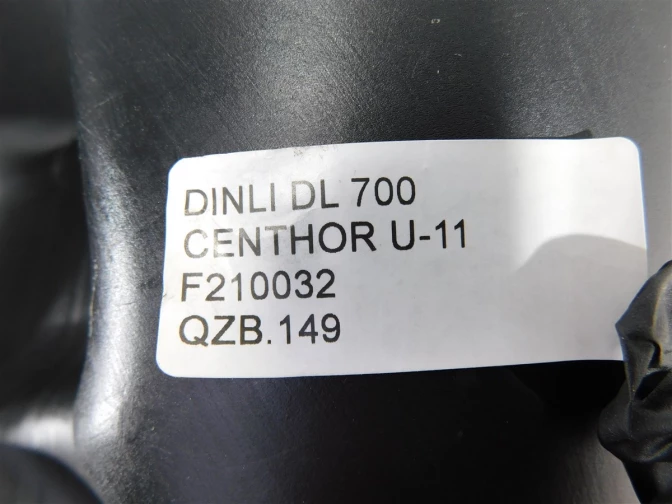 DINLI DL 700
CENTHOR U-11
F210032
QZB.149